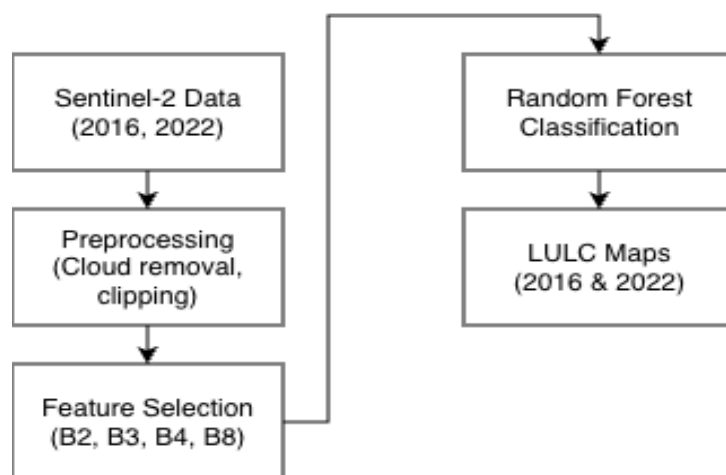 Sentinel-2 Data
(2016, 2022)
Preprocessing
(Cloud removal,
clipping)
Feature Selection
(B2, B3, B4, B8)
Random Forest
Classification
LULC Maps
(2016 & 2022)